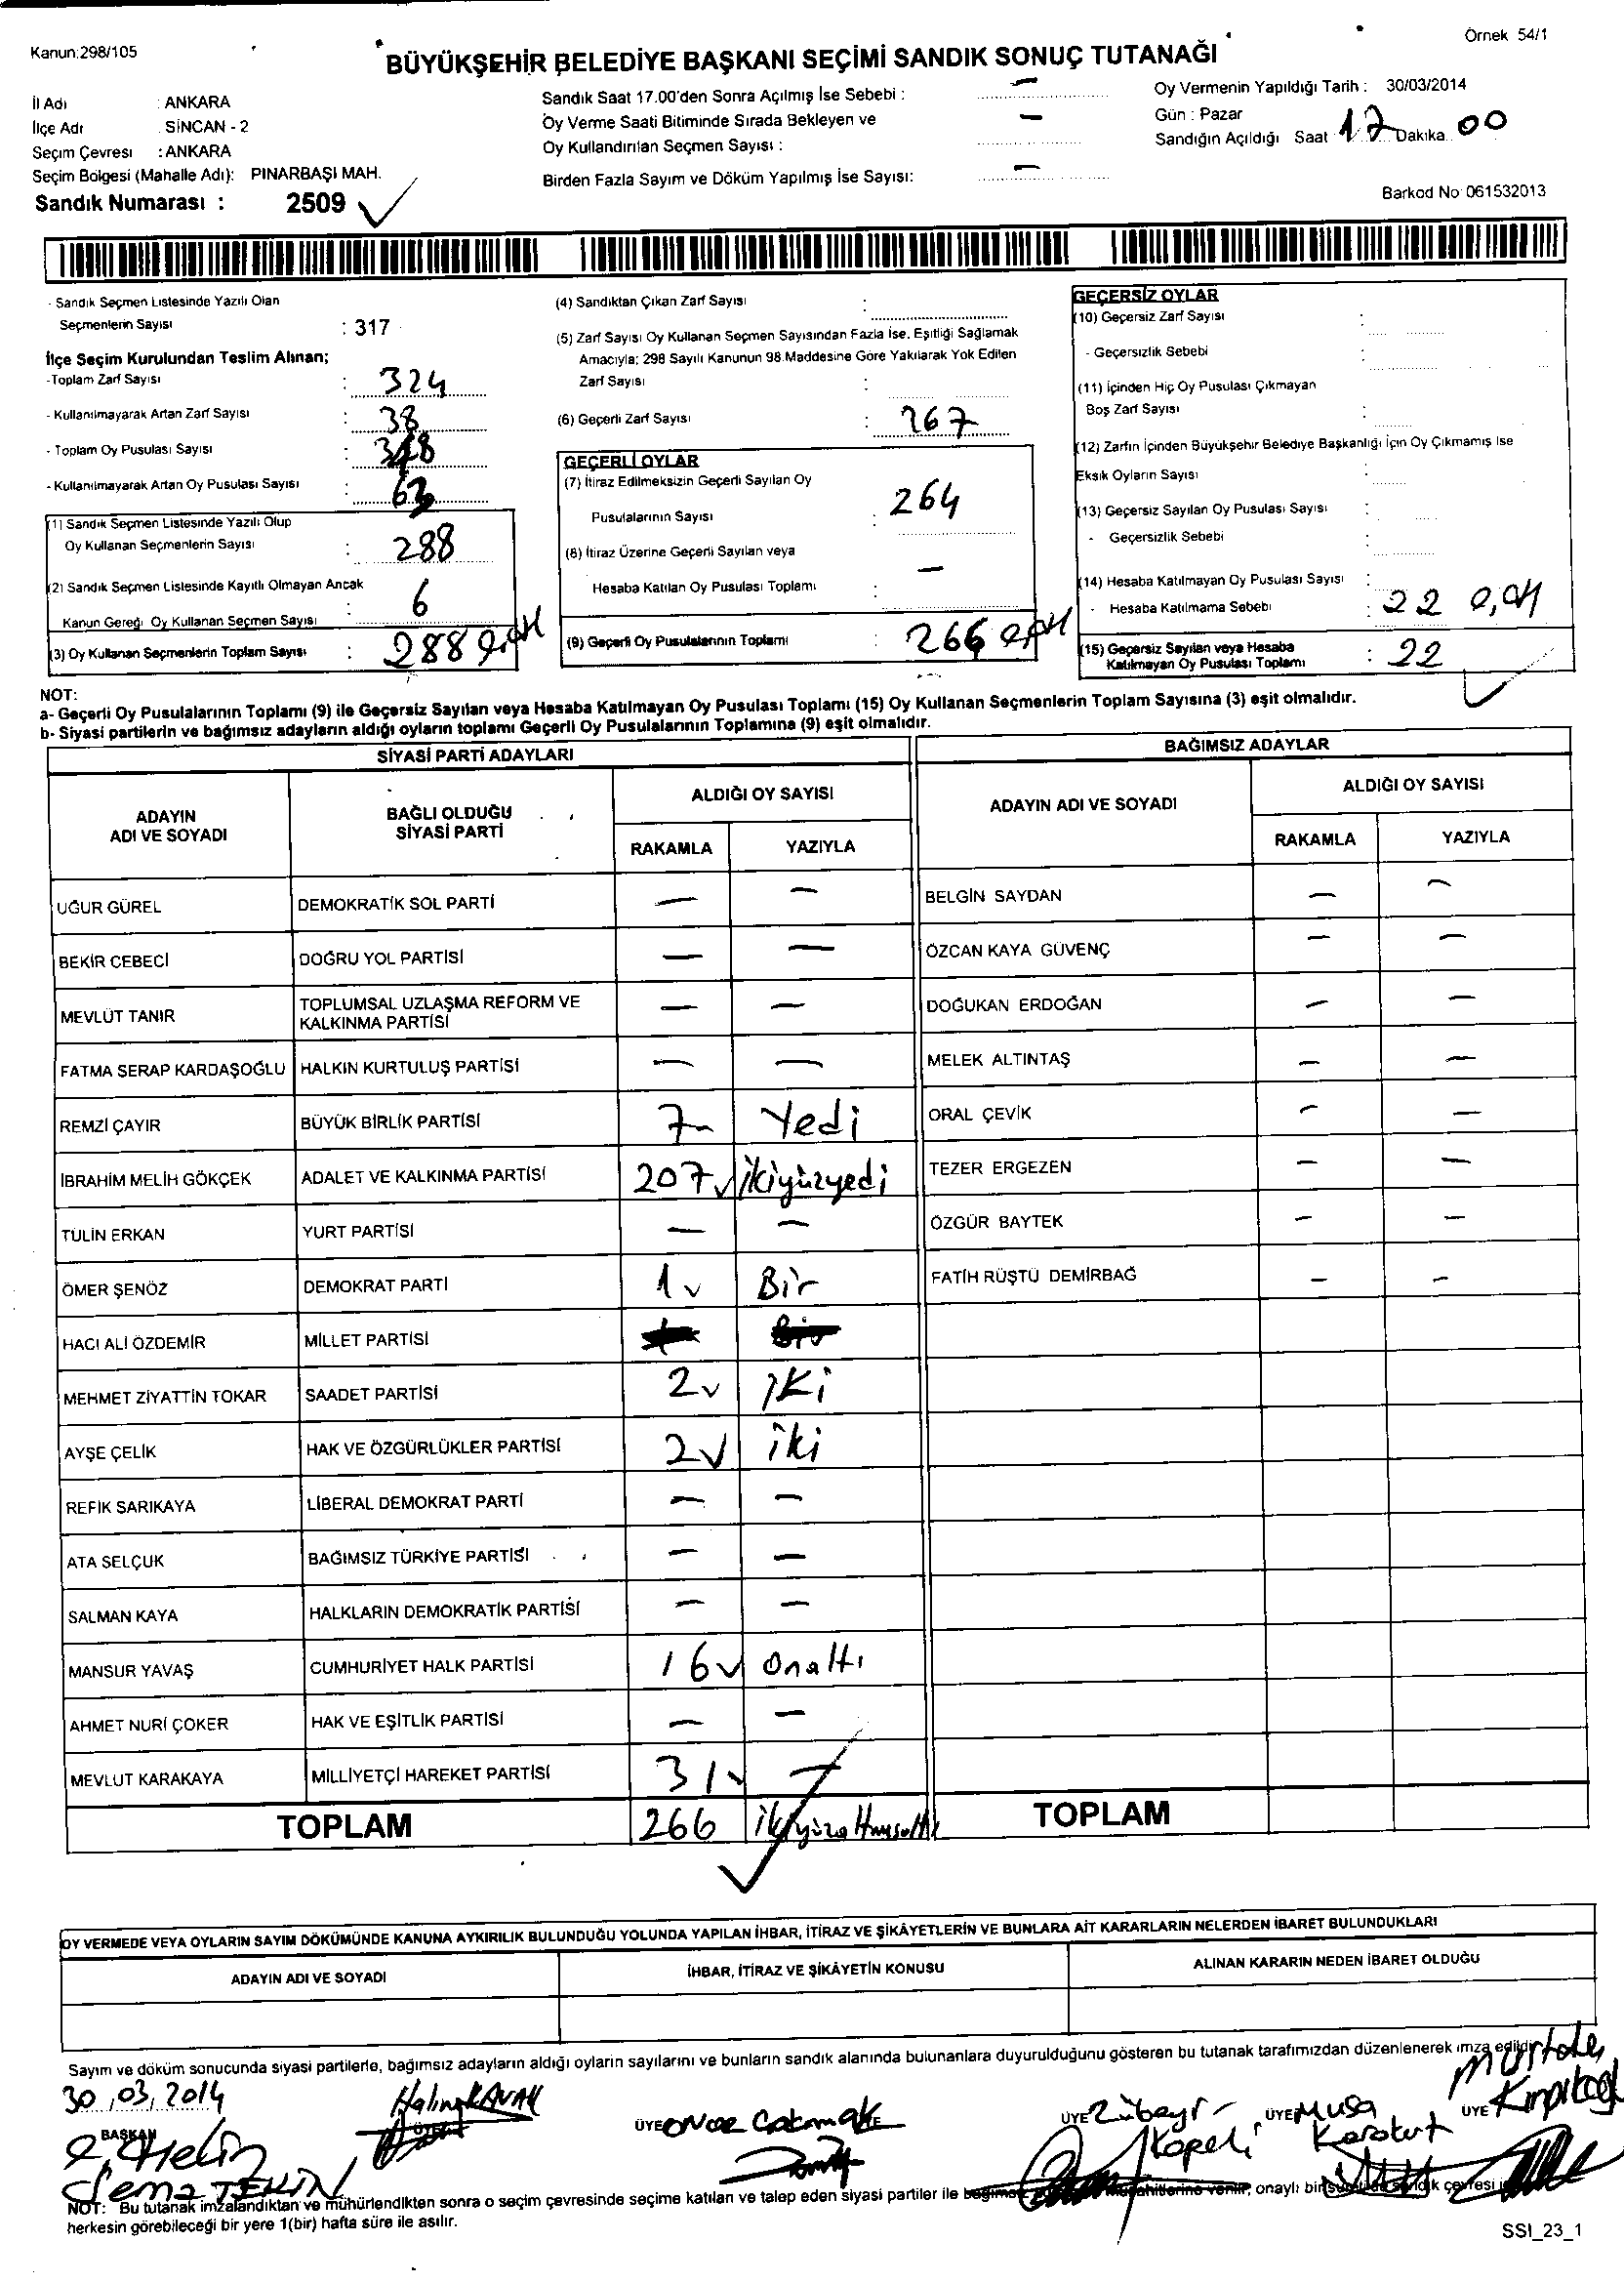 Kanun:298/105
Örnek 54/1
BÜYÜKŞEHİR BELEDİYE BAŞKANI SEÇİMİ SANDIK SONUÇ TUTANAĞI
İl Adı : ANKARA
İlçe Adı : SİNCAN - 2
Seçim Çevresi : ANKARA
Seçim Bölgesi (Mahalle Adı): PINARBAŞI MAH.
Sandık Numarası : 2509
Sandık Saat 17.00'den Sonra Açılmış İse Sebebi : —
Oy Verme Saati Bitiminde Sırada Bekleyen ve —
Oy Kullandırılan Seçmen Sayısı :
Birden Fazla Sayım ve Döküm Yapılmış İse Sayısı: —
Oy Vermenin Yapıldığı Tarih : 30/03/2014
Gün : Pazar
Sandığın Açıldığı Saat 17 Dakika.. 00
Barkod No: 061532013
- Sandık Seçmen Listesinde Yazılı Olan
Seçmenlerin Sayısı : 317
İlçe Seçim Kurulundan Teslim Alınan;
-Toplam Zarf Sayısı : 324
- Kullanılmayarak Artan Zarf Sayısı : 38
- Toplam Oy Pusulası Sayısı : 348
- Kullanılmayarak Artan Oy Pusulası Sayısı :
(1) Sandık Seçmen Listesinde Yazılı Olup
Oy Kullanan Seçmenlerin Sayısı : 288
(2) Sandık Seçmen Listesinde Kayıtlı Olmayan Ancak
Kanun Gereği Oy Kullanan Seçmen Sayısı : 6
(3) Oy Kullanan Seçmenlerin Toplam Sayısı : 288
(4) Sandıktan Çıkan Zarf Sayısı :
(5) Zarf Sayısı Oy Kullanan Seçmen Sayısından Fazla İse, Eşitliği Sağlamak
Amacıyla; 298 Sayılı Kanunun 98.Maddesine Göre Yakılarak Yok Edilen
Zarf Sayısı :
(6) Geçerli Zarf Sayısı : 267
GEÇERLİ OYLAR
(7) İtiraz Edilmeksizin Geçerli Sayılan Oy
Pusulalarının Sayısı : 264
(8) İtiraz Üzerine Geçerli Sayılan veya
Hesaba Katılan Oy Pusulası Toplamı : —
(9) Geçerli Oy Pusulalarının Toplamı : 266
GEÇERSİZ OYLAR
(10) Geçersiz Zarf Sayısı :
- Geçersizlik Sebebi :
(11) İçinden Hiç Oy Pusulası Çıkmayan
Boş Zarf Sayısı :
(12) Zarfın İçinden Büyükşehir Belediye Başkanlığı İçin Oy Çıkmamış İse
Eksik Oyların Sayısı :
(13) Geçersiz Sayılan Oy Pusulası Sayısı :
- Geçersizlik Sebebi :
(14) Hesaba Katılmayan Oy Pusulası Sayısı :
- Hesaba Katılmama Sebebi : 22
(15) Geçersiz Sayılan veya Hesaba
Katılmayan Oy Pusulası Toplamı : 22
NOT:
a- Geçerli Oy Pusulalarının Toplamı (9) ile Geçersiz Sayılan veya Hesaba Katılmayan Oy Pusulası Toplamı (15) Oy Kullanan Seçmenlerin Toplam Sayısına (3) eşit olmalıdır.
b- Siyasi partilerin ve bağımsız adayların aldığı oyların toplamı Geçerli Oy Pusulalarının Toplamına (9) eşit olmalıdır.
SİYASİ PARTİ ADAYLARI
ADAYIN ADI VE SOYADI
BAĞLI OLDUĞU SİYASİ PARTİ
ALDIĞI OY SAYISI
RAKAMLA YAZIYLA
UĞUR GÜREL DEMOKRATİK SOL PARTİ — —
BEKİR CEBECİ DOĞRU YOL PARTİSİ — —
MEVLÜT TANIR TOPLUMSAL UZLAŞMA REFORM VE KALKINMA PARTİSİ — —
FATMA SERAP KARDAŞOĞLU HALKIN KURTULUŞ PARTİSİ — —
REMZİ ÇAYIR BÜYÜK BİRLİK PARTİSİ 7 Yedi
İBRAHİM MELİH GÖKÇEK ADALET VE KALKINMA PARTİSİ 207 ikiyüzyedi
TÜLİN ERKAN YURT PARTİSİ — —
ÖMER ŞENÖZ DEMOKRAT PARTİ 1 Bir
HACI ALİ ÖZDEMİR MİLLET PARTİSİ
MEHMET ZİYATTİN TOKAR SAADET PARTİSİ 2 İKi
AYŞE ÇELİK HAK VE ÖZGÜRLÜKLER PARTİSİ 2 iki
REFİK SARIKAYA LİBERAL DEMOKRAT PARTİ — —
ATA SELÇUK BAĞIMSIZ TÜRKİYE PARTİSİ — —
SALMAN KAYA HALKLARIN DEMOKRATİK PARTİSİ — —
MANSUR YAVAŞ CUMHURİYET HALK PARTİSİ 16 Onaltı
AHMET NURİ ÇOKER HAK VE EŞİTLİK PARTİSİ — —
MEVLUT KARAKAYA MİLLİYETÇİ HAREKET PARTİSİ 31 —
TOPLAM 266 ikiyüzaltmışaltı
BAĞIMSIZ ADAYLAR
ADAYIN ADI VE SOYADI
ALDIĞI OY SAYISI
RAKAMLA YAZIYLA
BELGİN SAYDAN — —
ÖZCAN KAYA GÜVENÇ — —
DOĞUKAN ERDOĞAN — —
MELEK ALTINTAŞ — —
ORAL ÇEVİK — —
TEZER ERGEZEN — —
ÖZGÜR BAYTEK — —
FATİH RÜŞTÜ DEMİRBAĞ — —
TOPLAM
OY VERMEDE VEYA OYLARIN SAYIM DÖKÜMÜNDE KANUNA AYKIRILIK BULUNDUĞU YOLUNDA YAPILAN İHBAR, İTİRAZ VE ŞİKÂYETLERİN VE BUNLARA AİT KARARLARIN NELERDEN İBARET BULUNDUKLARI
ADAYIN ADI VE SOYADI İHBAR, İTİRAZ VE ŞİKÂYETİN KONUSU ALINAN KARARIN NEDEN İBARET OLDUĞU
Sayım ve döküm sonucunda siyasi partilerle, bağımsız adayların aldığı oyların sayılarını ve bunların sandık alanında bulunanlara duyurulduğunu gösteren bu tutanak tarafımızdan düzenlenerek imza edildi.
30.03.2014
BAŞKAN
Sema TEKİN
ÜYE
ÜYE Zübeyr
ÜYE Musa
ÜYE Mustafa
NOT: Bu tutanak imzalandıktan ve mühürlendikten sonra o seçim çevresinde seçime katılan ve talep eden siyasi partiler ile
onaylı bir
herkesin görebileceği bir yere 1(bir) hafta süre ile asılır.
SSI_23_1